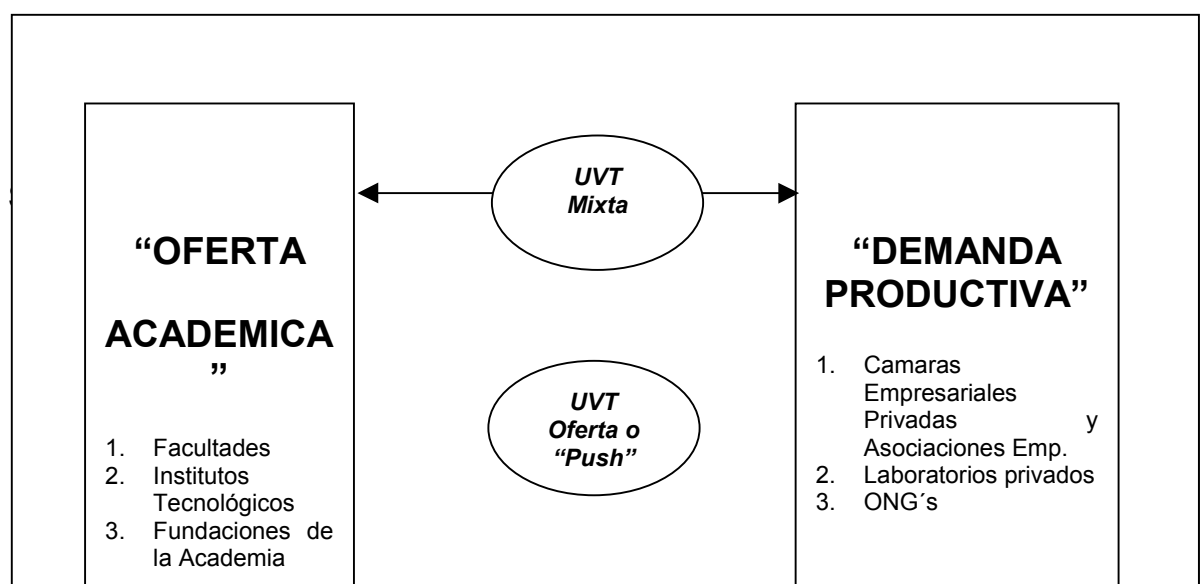 “OFERTA
ACADEMICA
”
1. Facultades
2. Institutos
Tecnológicos
3. Fundaciones de
la Academia
UVT
Mixta
UVT
Oferta o
“Push”
“DEMANDA
PRODUCTIVA”
1. Camaras
Empresariales
Privadas y
Asociaciones Emp.
2. Laboratorios privados
3. ONG´s